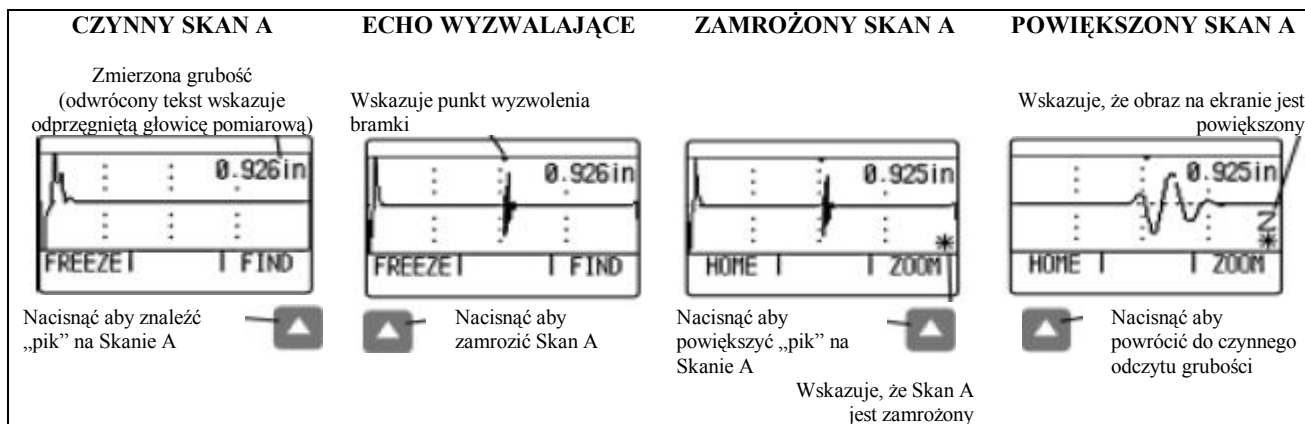 CZYNNY SKAN A
ECHO WYZWALAJĄCE
ZAMROŻONY SKAN A
POWIĘKSZONY SKAN A
Zmierzona grubość
(odwrócony tekst wskazuje
odprzęgniętą głowicę pomiarową)
Wskazuje punkt wyzwolenia
bramki
Wskazuje, że obraz na ekranie jest
powiększony
0.926in
FREEZE
FIND
0.926in
FREEZE
FIND
0.925in
*
HOME
ZOOM
0.925in
Z
*
HOME
ZOOM
Nacisnąć aby znaleźć
„pik” na Skanie A
Nacisnąć aby
zamrozić Skan A
Nacisnąć aby
powiększyć „pik” na
Skanie A
Wskazuje, że Skan A
jest zamrożony
Nacisnąć aby
powrócić do czynnego
odczytu grubości